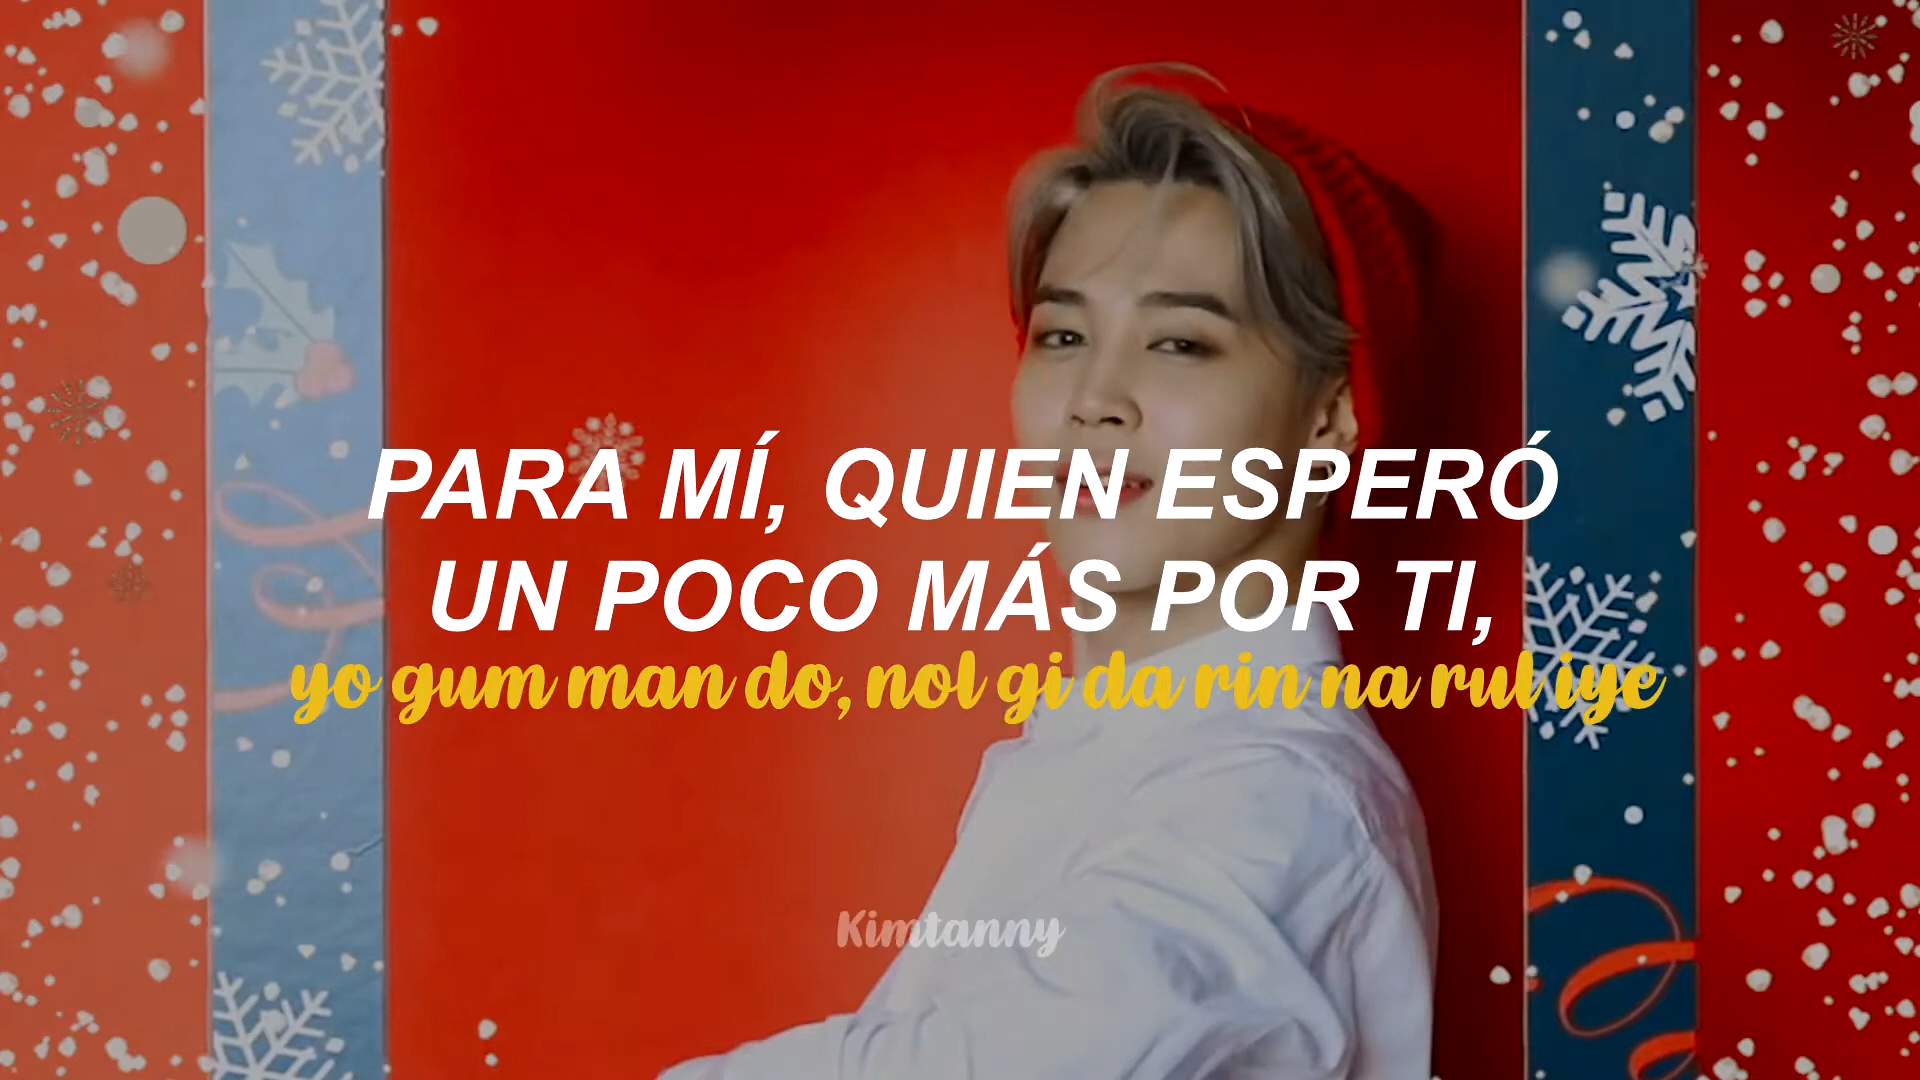 PARA MÍ, QUIEN ESPERÓ
UN POCO MÁS POR TI,
yo gum man do, nol gi da rin na rul iye
Kimtanny